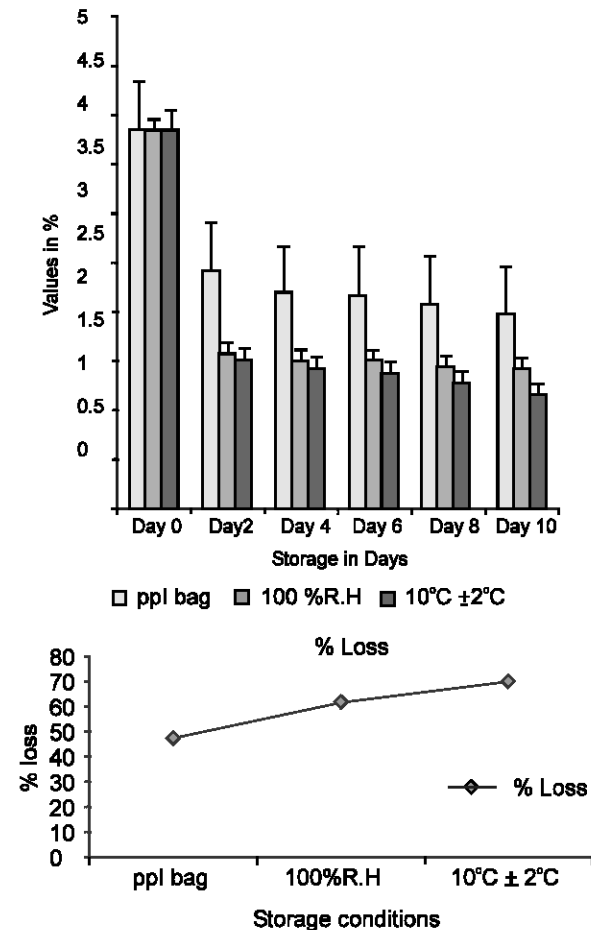 5
4.5
4
3.5
3
2.5
2
1.5
1
0.5
0
Values in %
Day 0 Day2 Day 4 Day 6 Day 8 Day 10
Storage in Days
ppl bag 100 %R.H 10°C ±2°C
% Loss
80
70
60
50
40
30
20
10
0
% loss
% Loss
ppl bag 100%R.H 10°C ± 2°C
Storage conditions